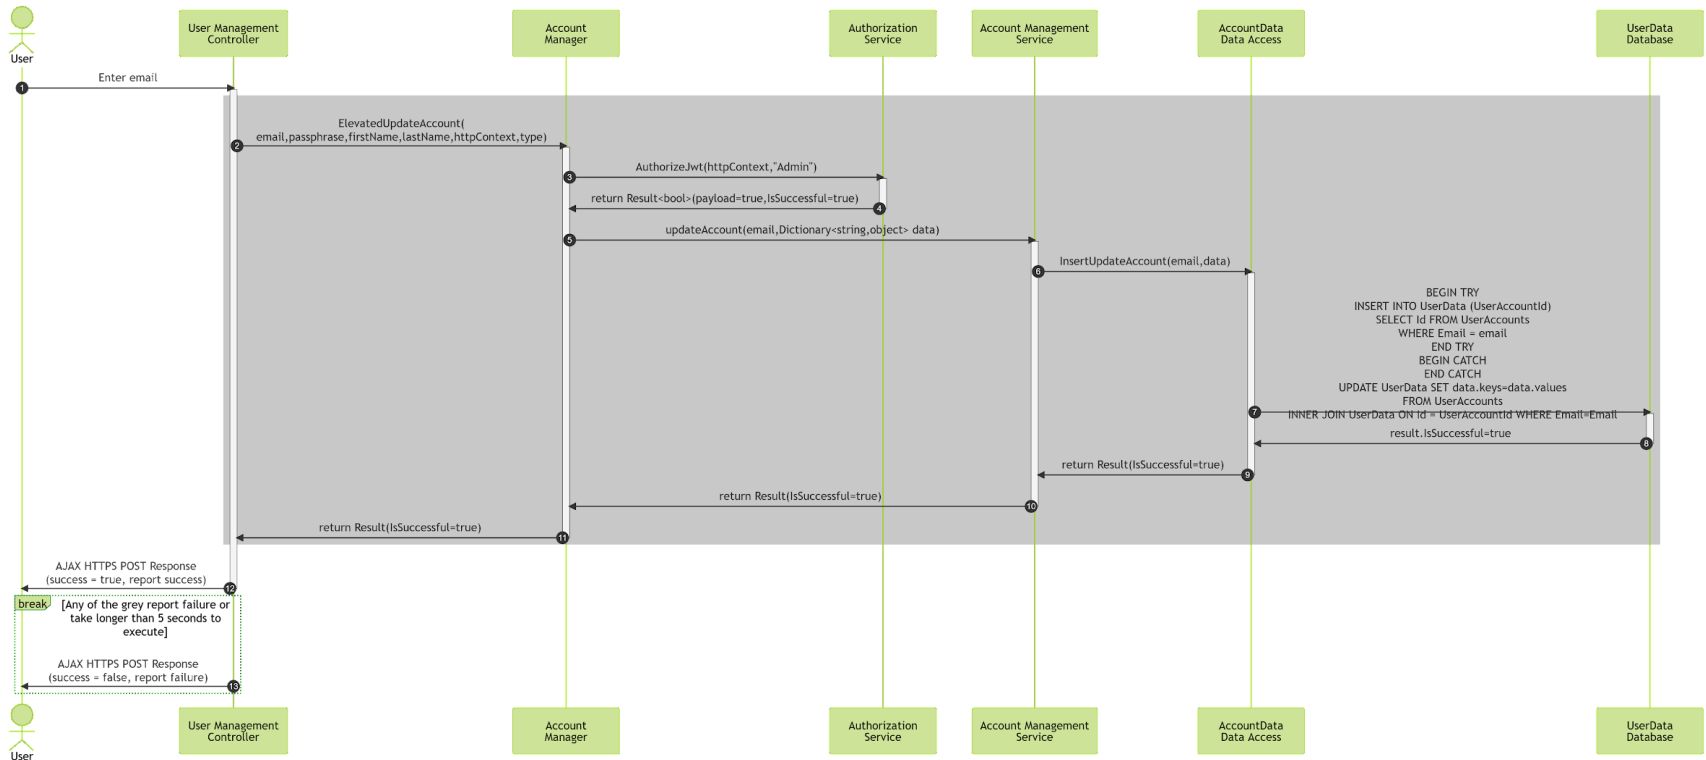 User
User Management
Controller
Account
Manager
Authorization
Service
Account Management
Service
AccountData
Data Access
UserData
Database
1
Enter email
ElevatedUpdateAccount(
email,passphrase,firstName,lastName,httpContext,type)
2
AuthorizeJwt(httpContext,"Admin")
3
return Result<bool>(payload=true,IsSuccessful=true)
4
updateAccount(email,Dictionary<string,object> data)
5
InsertUpdateAccount(email,data)
6
BEGIN TRY
INSERT INTO UserData (UserAccountId)
SELECT Id FROM UserAccounts
WHERE Email = email
END TRY
BEGIN CATCH
END CATCH
UPDATE UserData SET data.keys=data.values
FROM UserAccounts
INNER JOIN UserData ON Id = UserAccountId WHERE Email=Email
7
result.IsSuccessful=true
8
return Result(IsSuccessful=true)
9
return Result(IsSuccessful=true)
10
return Result(IsSuccessful=true)
11
AJAX HTTPS POST Response
(success = true, report success)
12
break
[Any of the grey report failure or
take longer than 5 seconds to
execute]
AJAX HTTPS POST Response
(success = false, report failure)
13
User
User Management
Controller
Account
Manager
Authorization
Service
Account Management
Service
AccountData
Data Access
UserData
Database